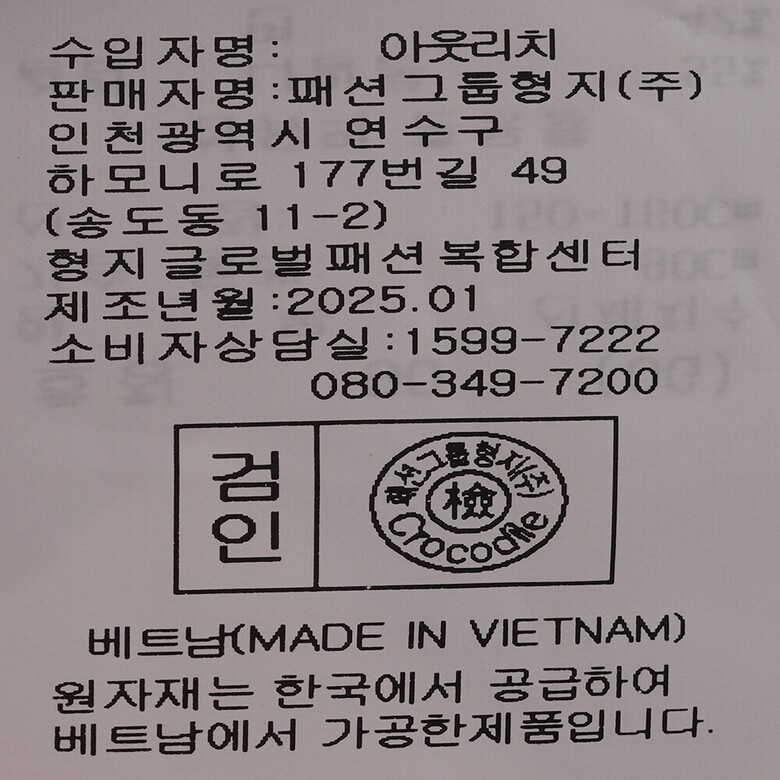 수입자명: 아웃리치
판매자명:패션그룹형지(주)
인천광역시 연수구
하모니로 177번길 49
(송도동 11-2)
형지글로벌패션복합센터
제조년월:2025.01
소비자상담실:1599-7222
080-349-7200
검인
패션그룹형지(주)
檢
Crocodile
베트남(MADE IN VIETNAM)
원자재는 한국에서 공급하여
베트남에서 가공한제품입니다.